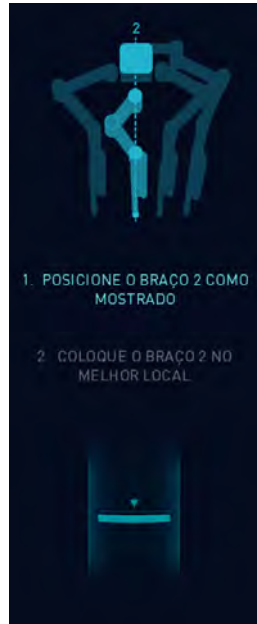 2
1. POSICIONE O BRAÇO 2 COMO
MOSTRADO
2 COLOQUE O BRAÇO 2 NO
MELHOR LOCAL